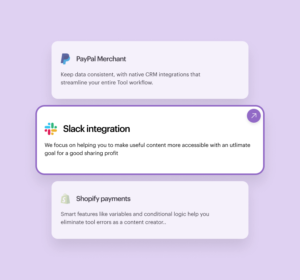 PayPal Merchant
Keep data consistent, with native CRM integrations that
streamline your entire Tool workflow.
Slack integration
We focus on helping you to make useful content more accessible with an utlimate
goal for a good sharing profit
Shopify payments
Smart features like variables and conditional logic help you
eliminate tool errors as a content creator..